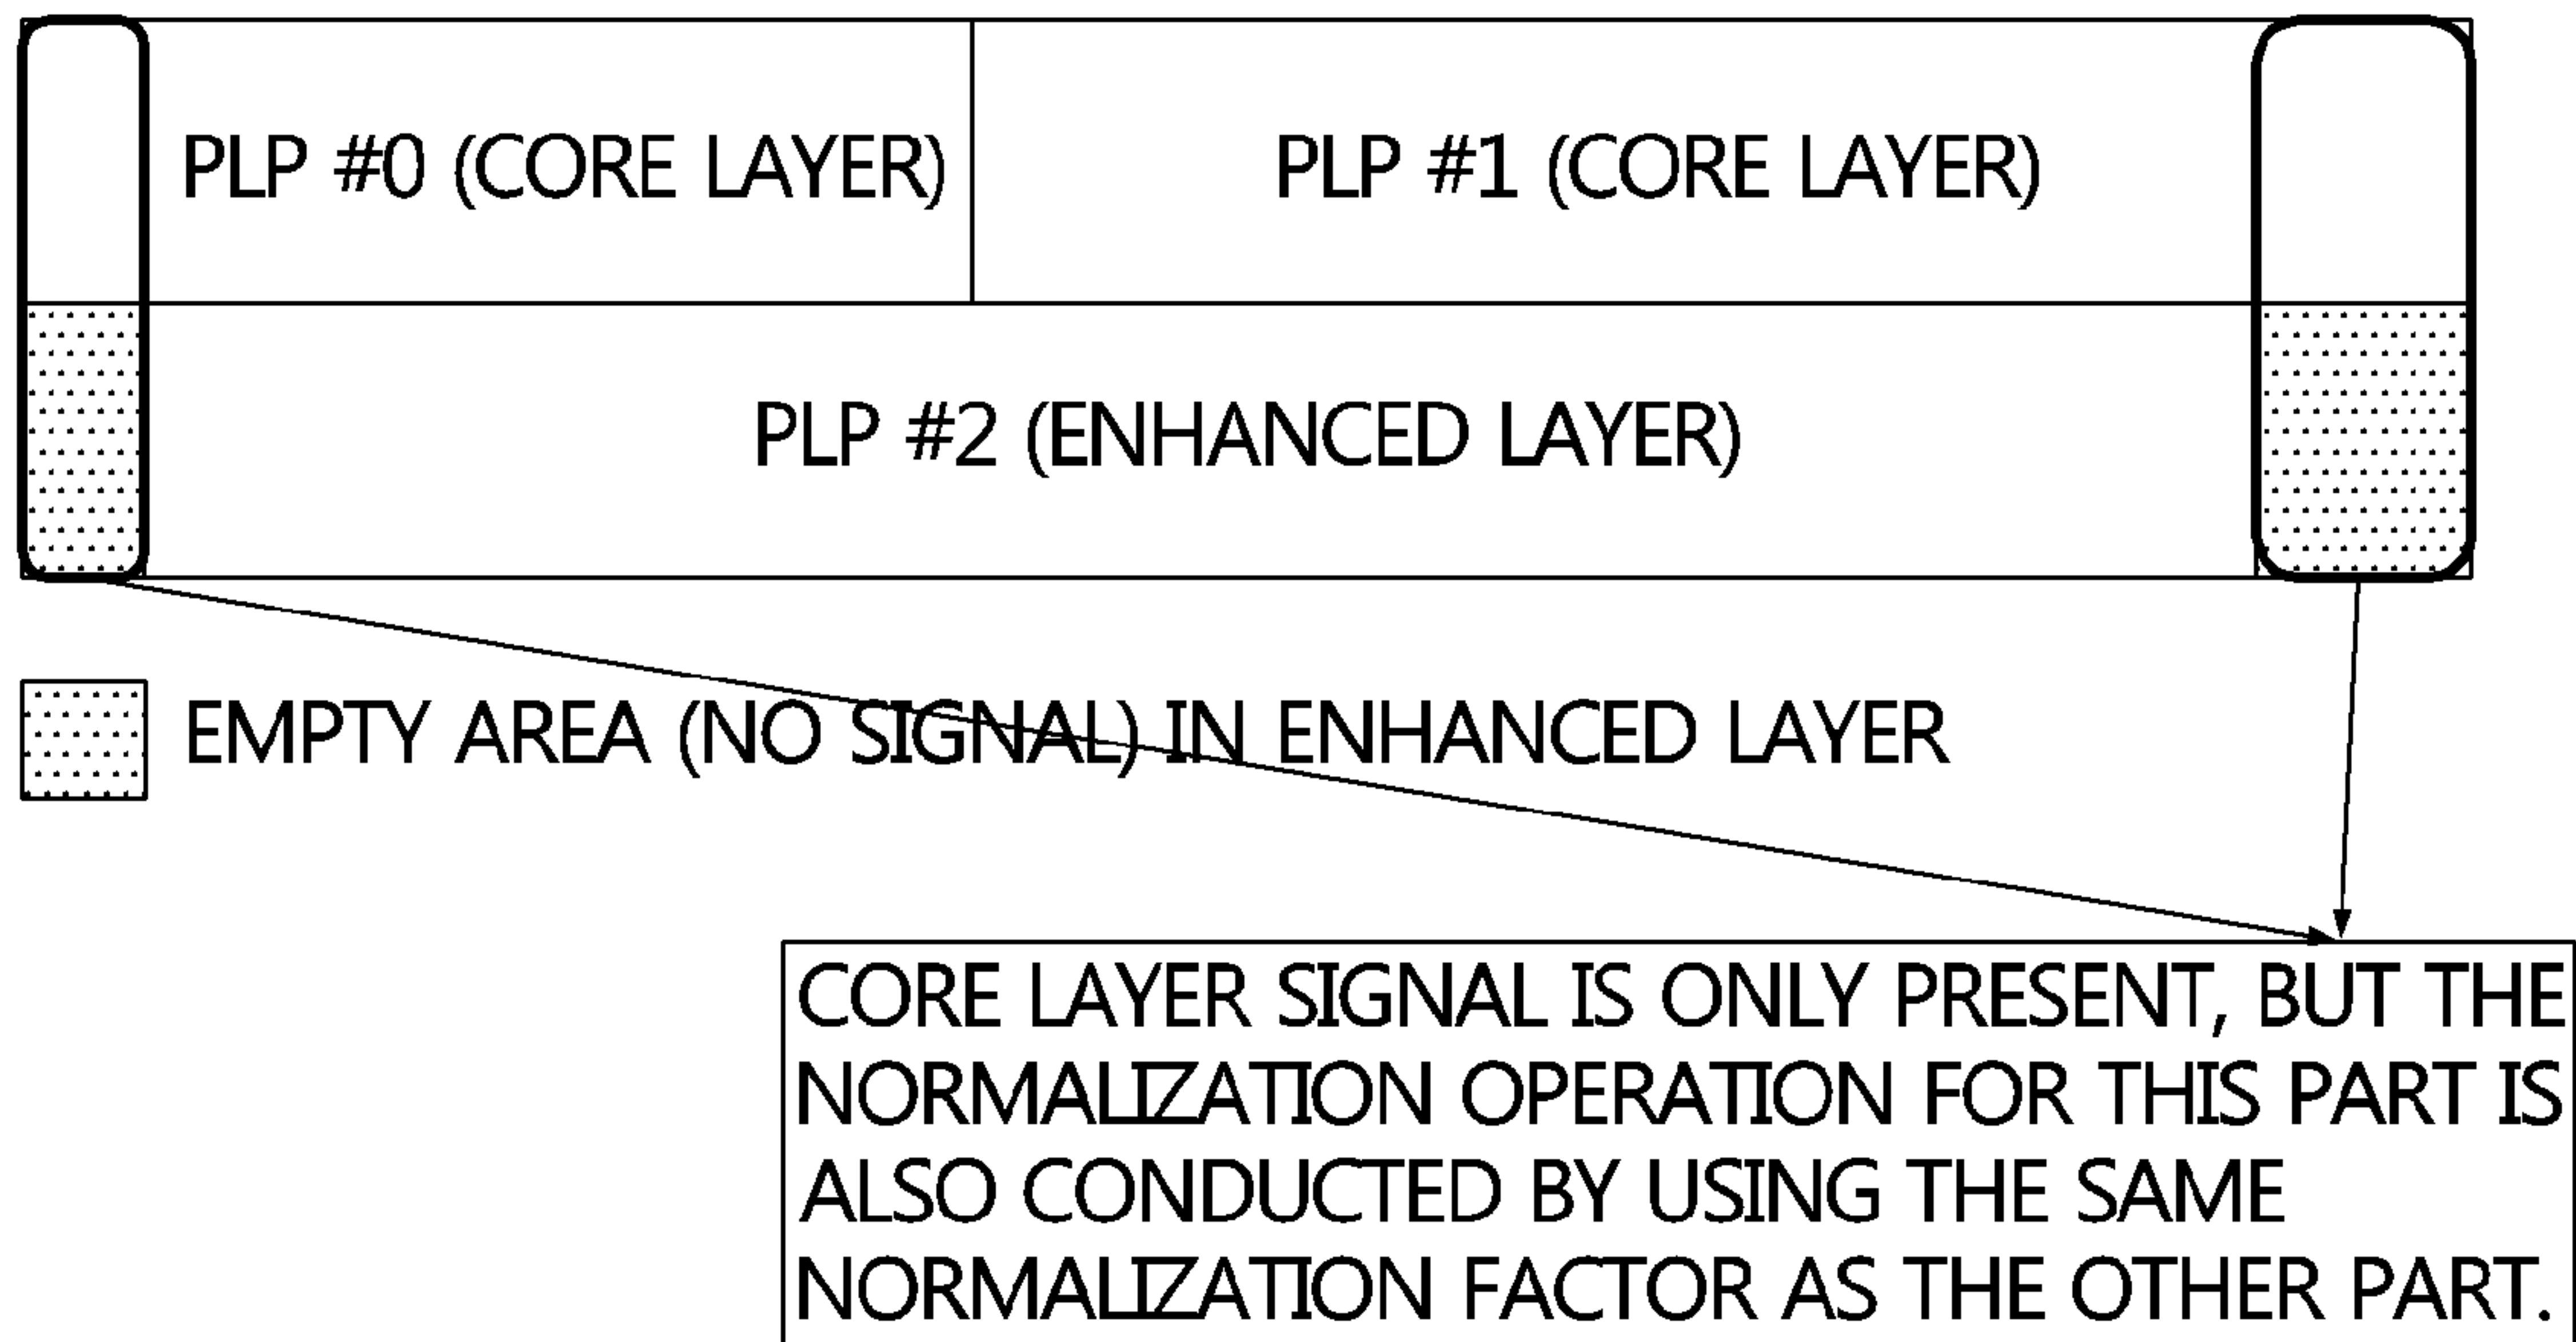 PLP #0 (CORE LAYER)
PLP #1 (CORE LAYER)
PLP #2 (ENHANCED LAYER)
EMPTY AREA (NO SIGNAL) IN ENHANCED LAYER
CORE LAYER SIGNAL IS ONLY PRESENT, BUT THE
NORMALIZATION OPERATION FOR THIS PART IS
ALSO CONDUCTED BY USING THE SAME
NORMALIZATION FACTOR AS THE OTHER PART.